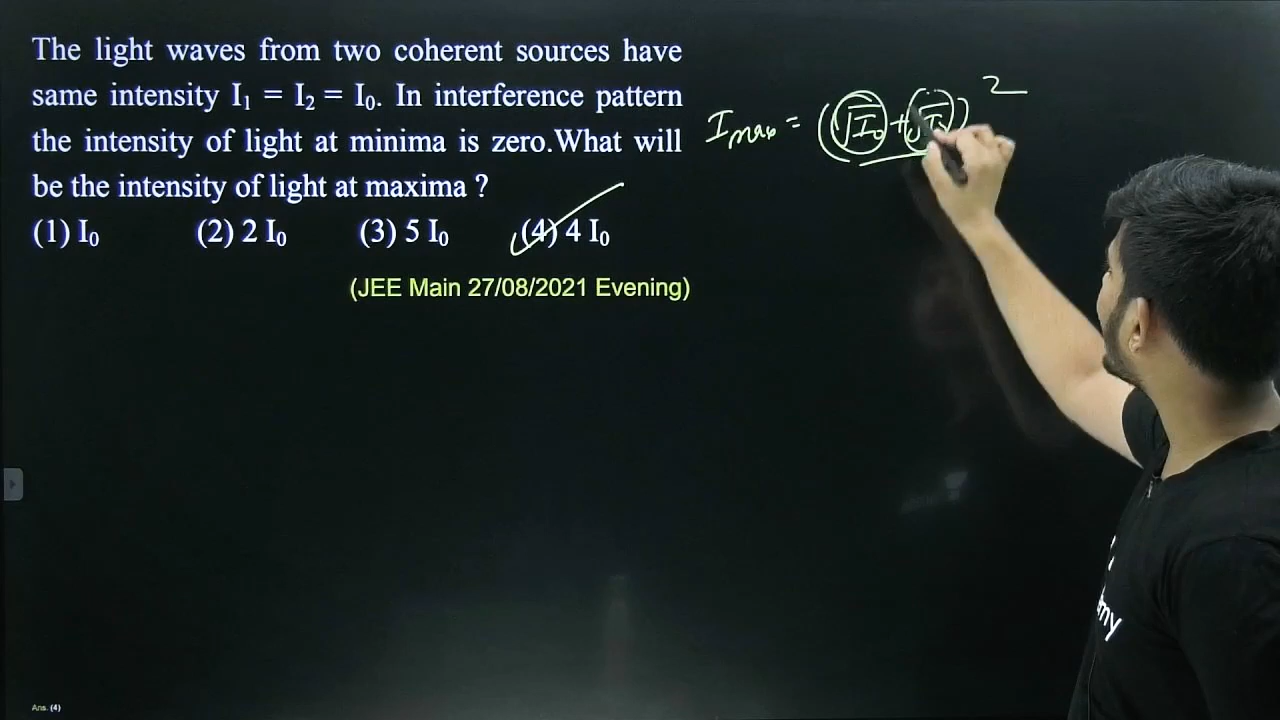 The light waves from two coherent sources have
same intensity I₁ = I₂ = I₀. In interference pattern
the intensity of light at minima is zero.What will
be the intensity of light at maxima ?
(1) I₀ (2) 2 I₀ (3) 5 I₀ (4) 4 I₀
(JEE Main 27/08/2021 Evening)
I max = (√I₀ + √I
)²
my
Ans. (4)